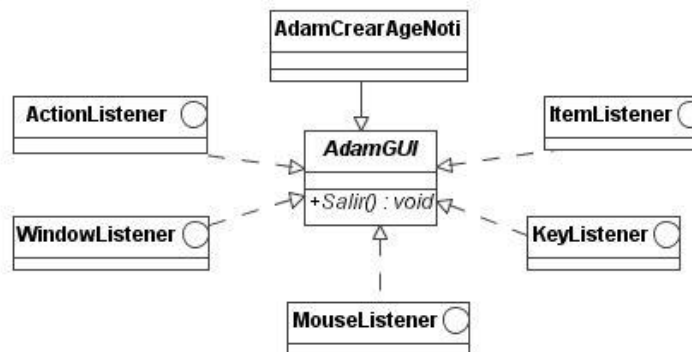 AdamCrearAgeNoti
ActionListener
ItemListener
AdamGUI
+Salir() : void
WindowListener
KeyListener
MouseListener